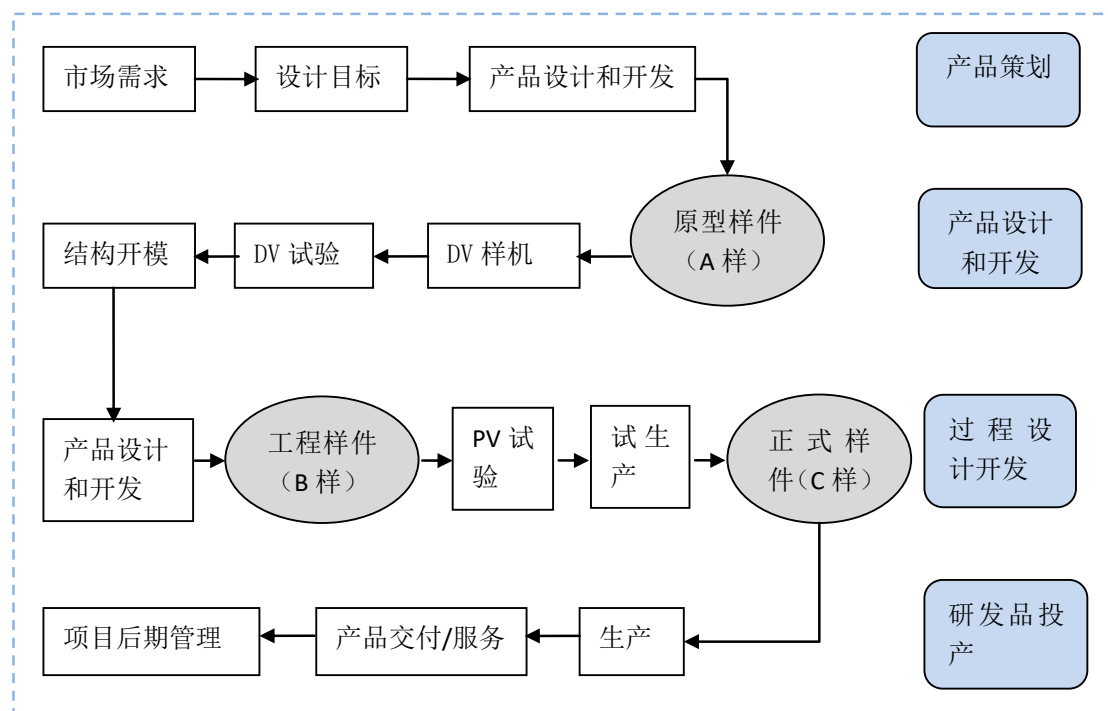 市场需求
设计目标
产品设计和开发
产品策划
原型样件
（A 样）
DV 样机
DV 试验
结构开模
产品设计
和开发
产品设计
和开发
工程样件
（B 样）
PV 试
验
试生
产
正式样
件（C 样）
过程设
计开发
生产
产品交付/服务
项目后期管理
研发品投
产